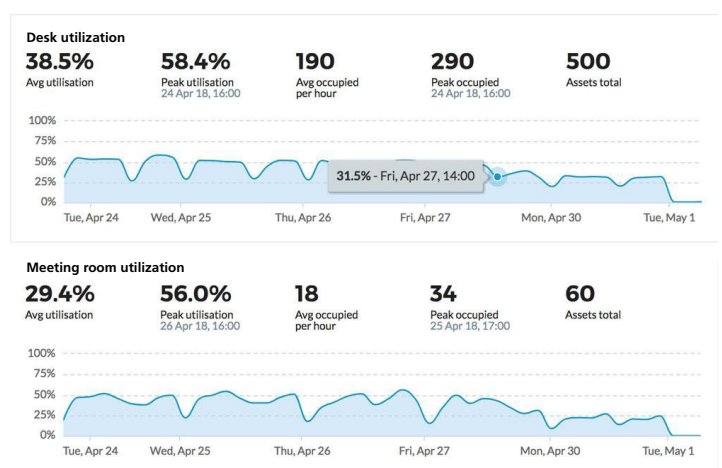 Desk utilization
38.5% 58.4% 190 290 500
Avg utilisation Peak utilisation Avg occupied Peak occupied Assets total
24 Apr 18, 16:00 per hour 24 Apr 18, 16:00
100%
75%
50%
31.5% - Fri, Apr 27, 14:00
25%
0%
Tue, Apr 24 Wed, Apr 25 Thu, Apr 26 Fri, Apr 27 Mon, Apr 30 Tue, May 1
Meeting room utilization
29.4% 56.0% 18 34 60
Avg utilisation Peak utilisation Avg occupied Peak occupied Assets total
26 Apr 18, 16:00 per hour 25 Apr 18, 17:00
100%
75%
50%
25%
0%
Tue, Apr 24 Wed, Apr 25 Thu, Apr 26 Fri, Apr 27 Mon, Apr 30 Tue, May 1